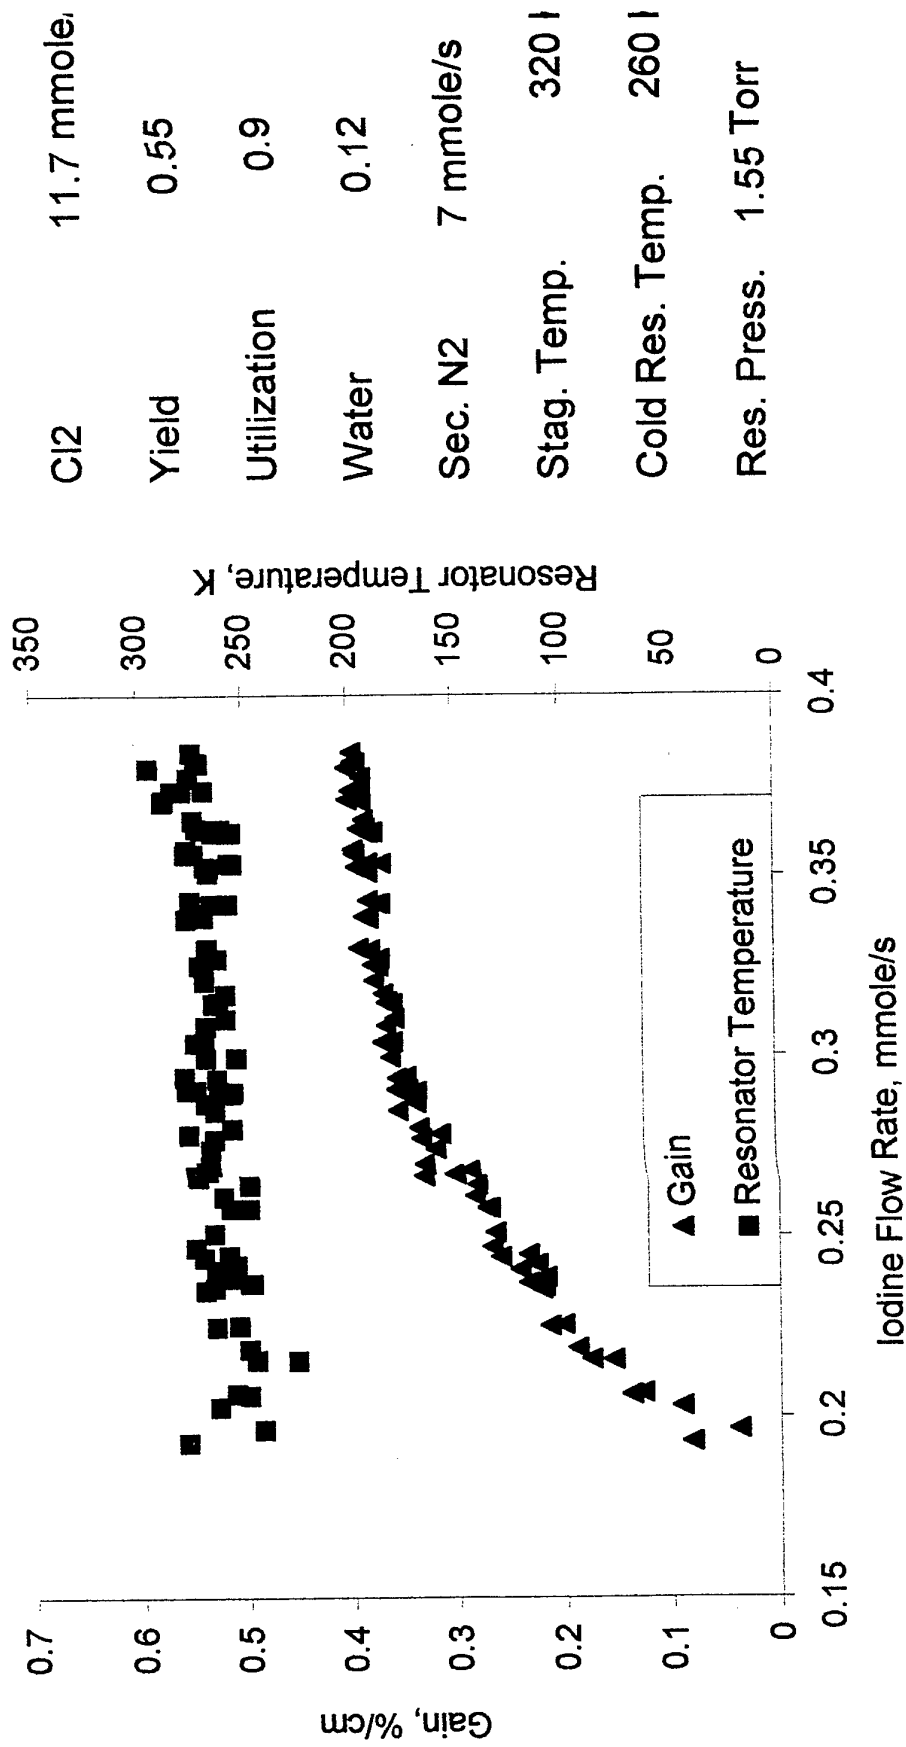 0.7
0.6
0.5
0.4
0.3
0.2
0.1
0
Gain, %/cm
0.15
0.2
0.25
0.3
0.35
0.4
Iodine Flow Rate, mmole/s
Gain
Resonator Temperature
350
300
250
200
150
100
50
0
Resonator Temperature, K
Cl2 11.7 mmole/
Yield 0.55
Utilization 0.9
Water 0.12
Sec. N2 7 mmole/s
Stag. Temp. 320
Cold Res. Temp. 260
Res. Press. 1.55 Torr